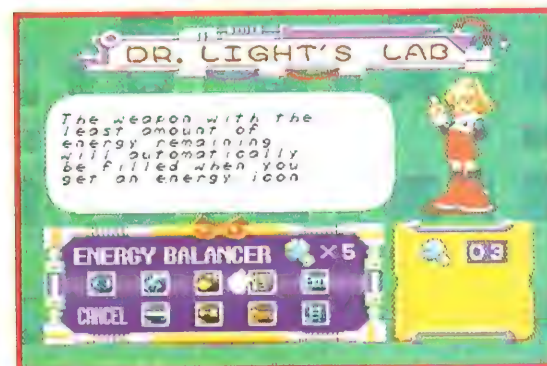 DR. LIGHT'S LAB
The weapon with the
least amount of
energy remaining
will automatically
be filled when you
get an energy icon
ENERGY BALANCER ×5
CANCEL
03